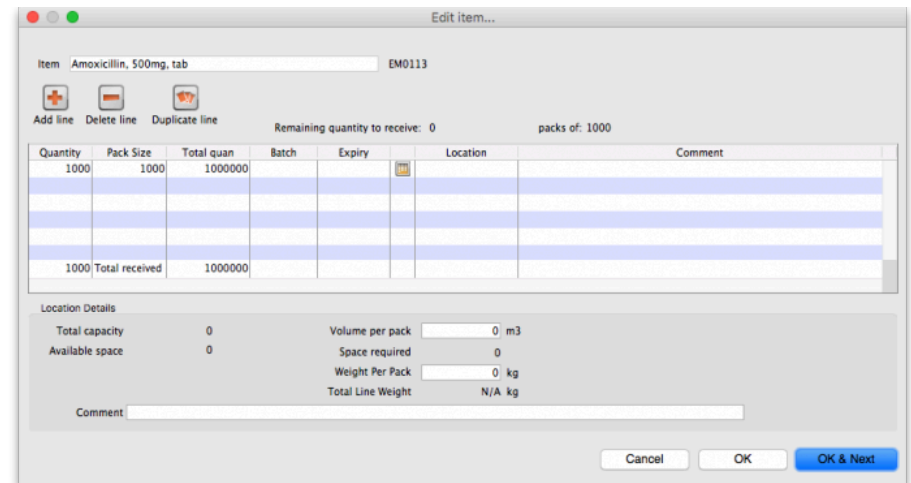 Edit item...
Item Amoxicillin, 500mg, tab EM0113
Add line Delete line Duplicate line
Remaining quantity to receive: 0 packs of: 1000
Quantity Pack Size Total quan Batch Expiry Location Comment
1000 1000 1000000
1000 Total received 1000000
Location Details
Total capacity 0 Volume per pack 0 m3
Available space 0 Space required 0
Weight Per Pack 0 kg
Total Line Weight N/A kg
Comment
Cancel OK OK & Next